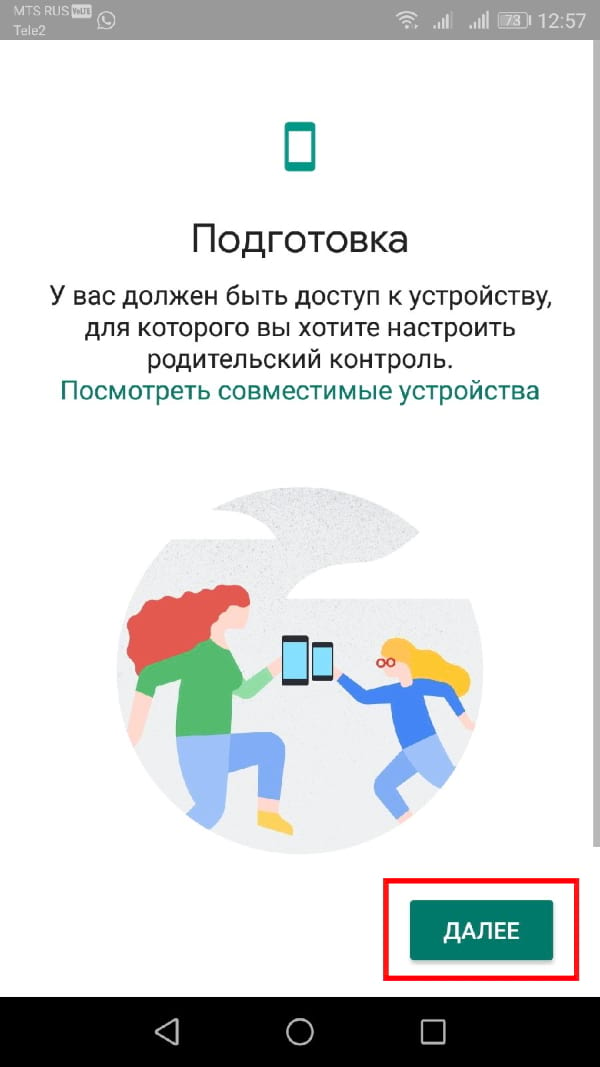 MTS RUS VoLTE
Tele2
73 12:57
Подготовка
У вас должен быть доступ к устройству,
для которого вы хотите настроить
родительский контроль.
Посмотреть совместимые устройства
ДАЛЕЕ